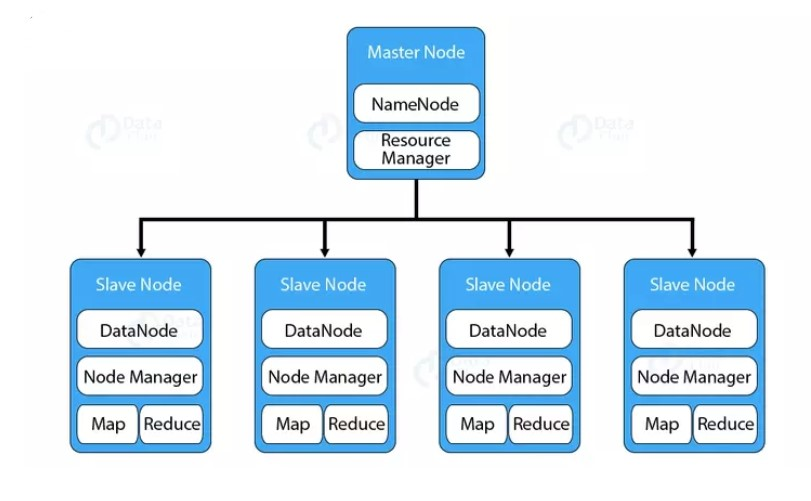 Master Node
NameNode
Resource
Manager
Slave Node
DataNode
Node Manager
Map Reduce
Slave Node
DataNode
Node Manager
Map Reduce
Slave Node
DataNode
Node Manager
Map Reduce
Slave Node
DataNode
Node Manager
Map Reduce